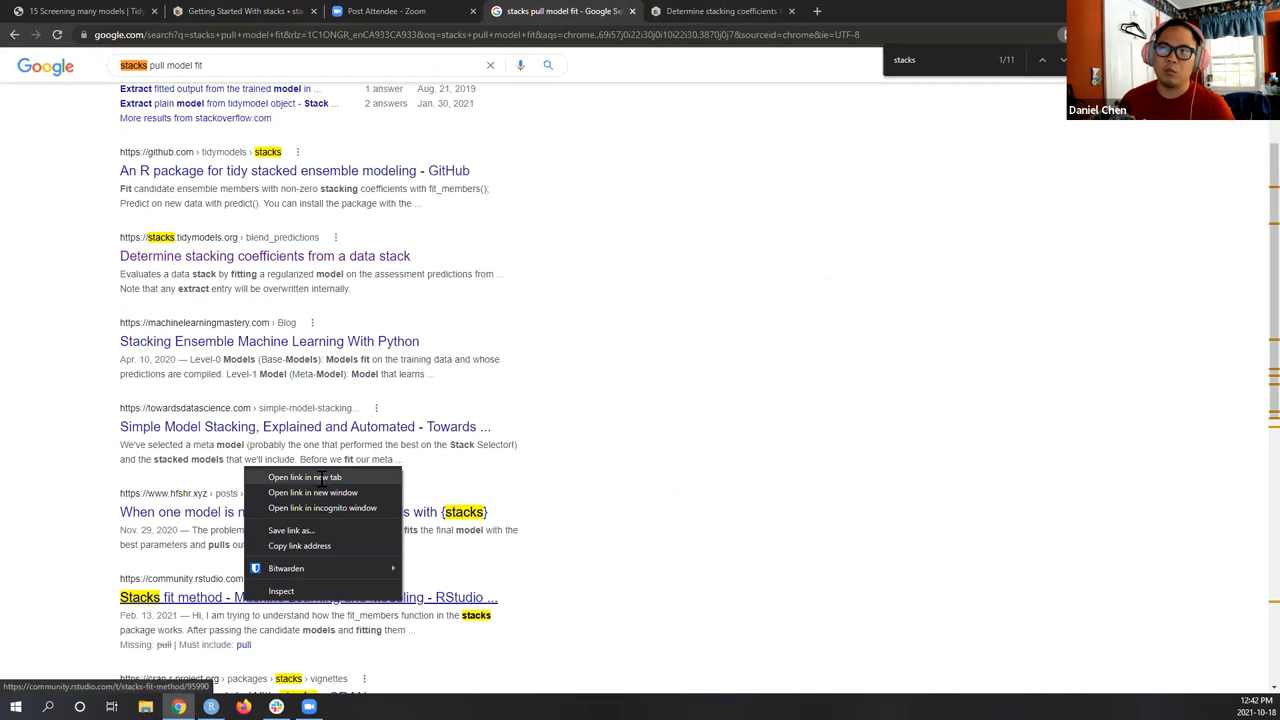 15 Screening many models | Tidy
Getting Started With stacks •
Post Attendee - Zoom
stacks pull model fit - Google Se
Determine stacking coefficients
google.com/search?q=stacks+pull+model+fit&rlz=1C1ONGR_enCA933CA933&oq=stacks+pull+model+fit&aqs=chrome..69i57j0i22i30j0i10i22i30.3870j0j7&sourceid=chrome&ie=UTF-8
stacks
1/11
Daniel Chen
Google
stacks pull model fit
Extract fitted output from the trained model in ...
1 answer
Aug. 21, 2019
Extract plain model from tidymodel object - Stack ...
2 answers
Jan. 30, 2021
More results from stackoverflow.com
https://github.com › tidymodels › stacks
An R package for tidy stacked ensemble modeling - GitHub
Fit candidate ensemble members with non-zero stacking coefficients with fit_members();
Predict on new data with predict(). You can install the package with the ...
https://stacks.tidymodels.org › blend_predictions
Determine stacking coefficients from a data stack
Evaluates a data stack by fitting a regularized model on the assessment predictions from ...
Note that any extract entry will be overwritten internally.
https://machinelearningmastery.com › Blog
Stacking Ensemble Machine Learning With Python
Apr. 10, 2020 — Level-0 Models (Base-Models): Models fit on the training data and whose
predictions are compiled. Level-1 Model (Meta-Model): Model that learns ...
https://towardsdatascience.com › simple-model-stacking...
Simple Model Stacking, Explained and Automated - Towards ...
We've selected a meta model (probably the one that performed the best on the Stack Selector!)
and the stacked models that we'll include. Before we fit our meta ...
https://www.hfshr.xyz › posts
When one model is n
s with {stacks}
Nov. 29, 2020 — The proble
fits the final model with the
best parameters and pulls ou
Open link in new tab
Open link in new window
Open link in incognito window
Save link as...
Copy link address
Bitwarden
Inspect
https://community.rstudio.com
Stacks fit method - Machine Learning and Modeling - RStudio ...
Feb. 13, 2021 — Hi, I am trying to understand how the fit_members function in the stacks
package works. After passing the candidate models and fitting them ...
Missing: pull | Must include: pull
https://cran.r-project.org › packages › stacks › vignettes
https://community.rstudio.com/t/stacks-fit-method/95990
12:42 PM
2021-10-18